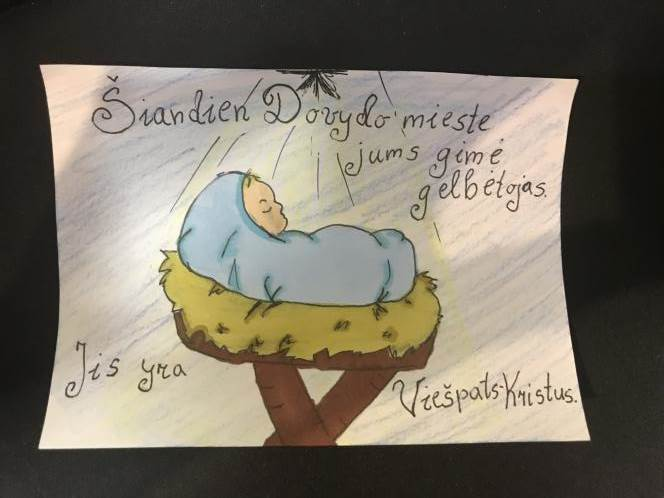 Šiandien Dovydo mieste
jums gimė
gelbėtojas.
Jis yra
Viešpats-Kristus.